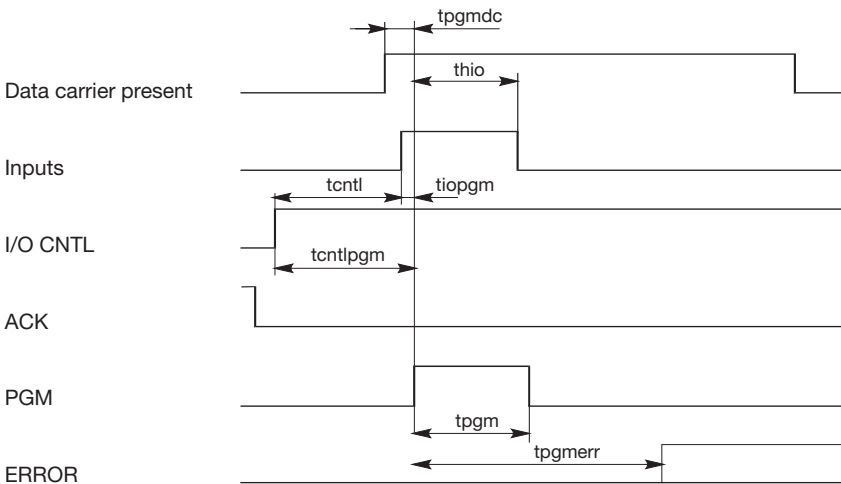 tpgmdc
Data carrier present
thio
Inputs
tcntl
tiopgm
I/O CNTL
tcntlpgm
ACK
PGM
tpgm
tpgmerr
ERROR